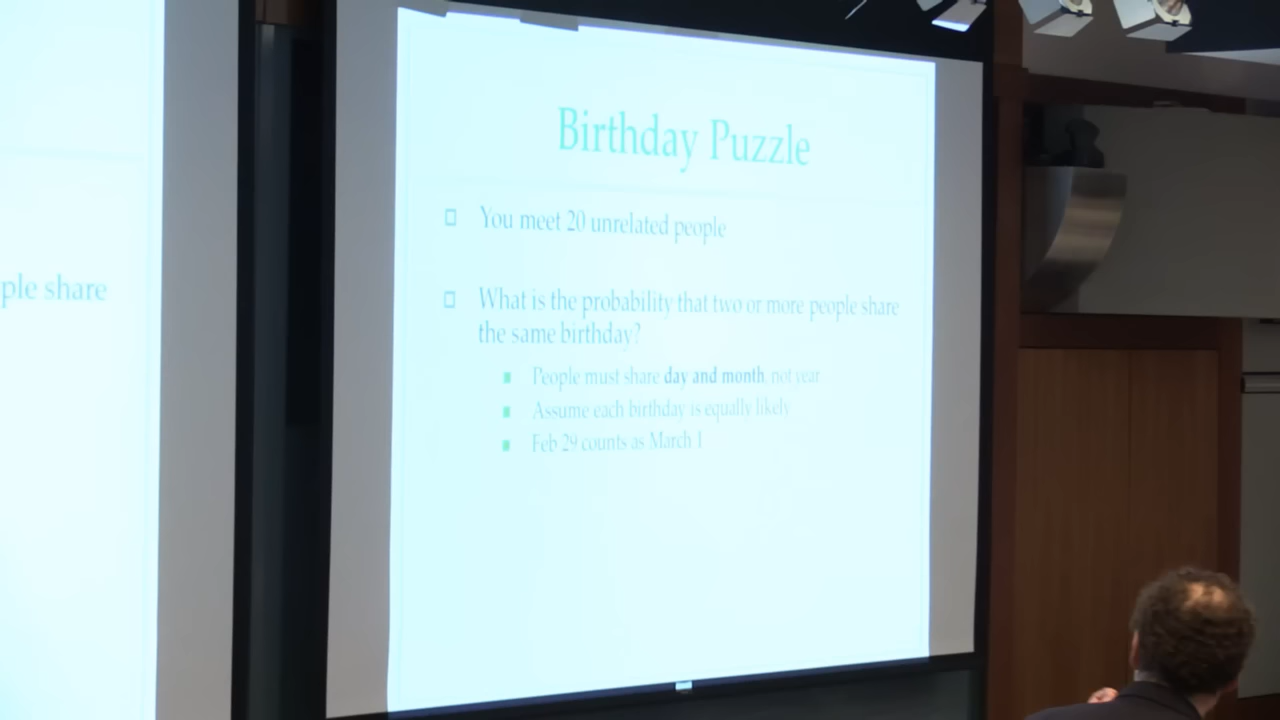 ple share
Birthday Puzzle
You meet 20 unrelated people
What is the probability that two or more people share
the same birthday?
People must share day and month, not year
Assume each birthday is equally likely
Feb 29 counts as March 1